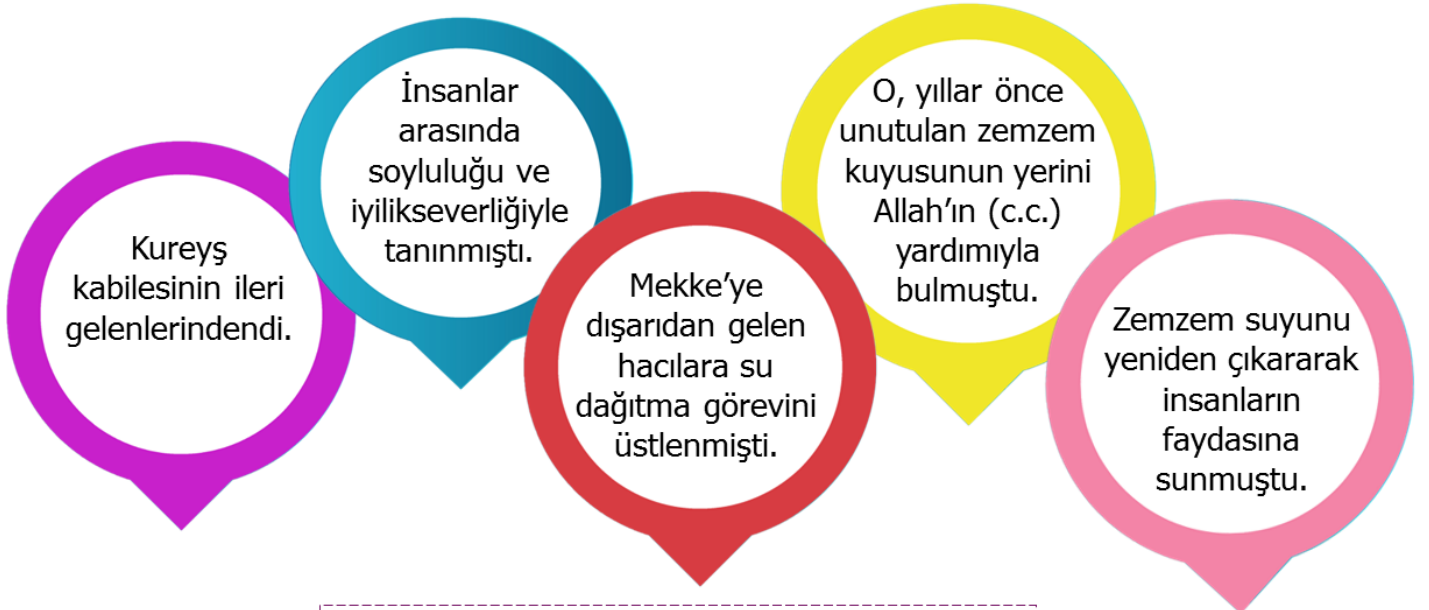 Kureyş
kabilesinin ileri
gelenlerindendi.
İnsanlar
arasında
soyluluğu ve
iyilikseverliğiyle
tanınmıştı.
Mekke’ye
dışarıdan gelen
hacılara su
dağıtma görevini
üstlenmişti.
O, yıllar önce
unutulan zemzem
kuyusunun yerini
Allah’ın (c.c.)
yardımıyla
bulmuştu.
Zemzem suyunu
yeniden çıkararak
insanların
faydasına
sunmuştu.